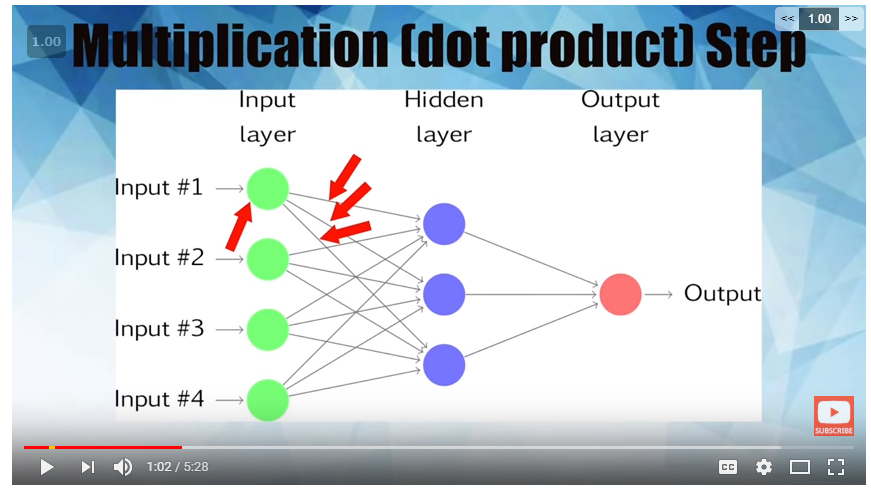 << 1.00 >>
1.00
Multiplication (dot product) Step
Input layer
Hidden layer
Output layer
Input #1
Input #2
Input #3
Input #4
Output
SUBSCRIBE
1:02 / 5:28
CC